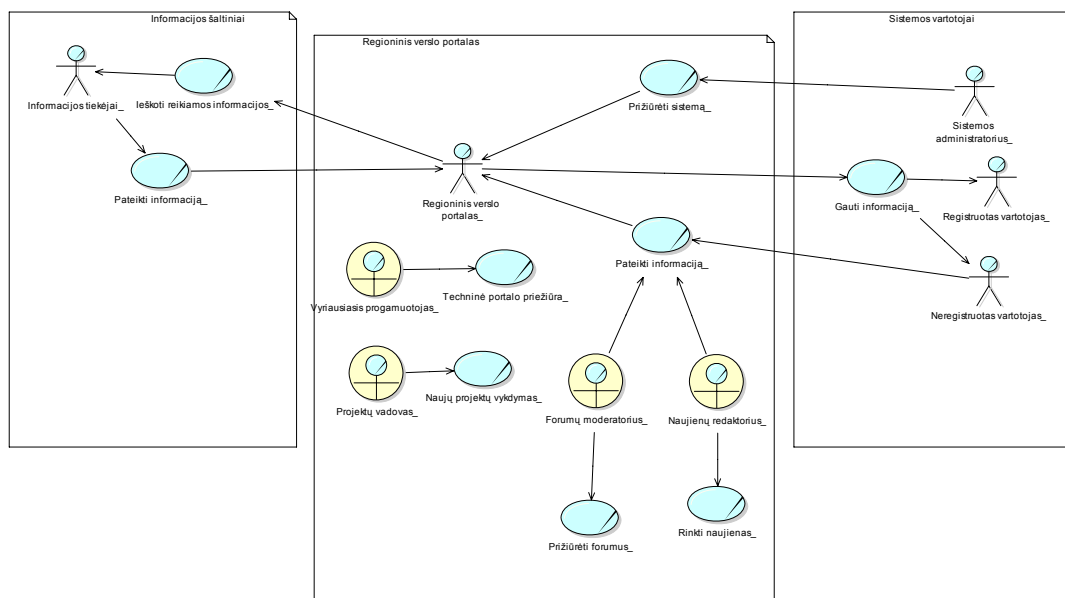 Informacijos šaltiniai
Regioninis verslo portalas
Sistemos vartotojai
Informacijos tiekėjai_
Ieškoti reikiamos informacijos_
Prižiūrėti sistemą_
Sistemos
administratorius_
Pateikti informaciją_
Regioninis verslo
portalas_
Gauti informaciją_
Registruotas vartotojas_
Pateikti informaciją_
Neregistruotas vartotojas_
Vyriausiasis progamuotojas_
Techninė portalo priežiūra_
Projektų vadovas_
Naujų projektų vykdymas_
Forumų moderatorius_
Naujienų redaktorius_
Prižiūrėti forumus_
Rinkti naujienas_